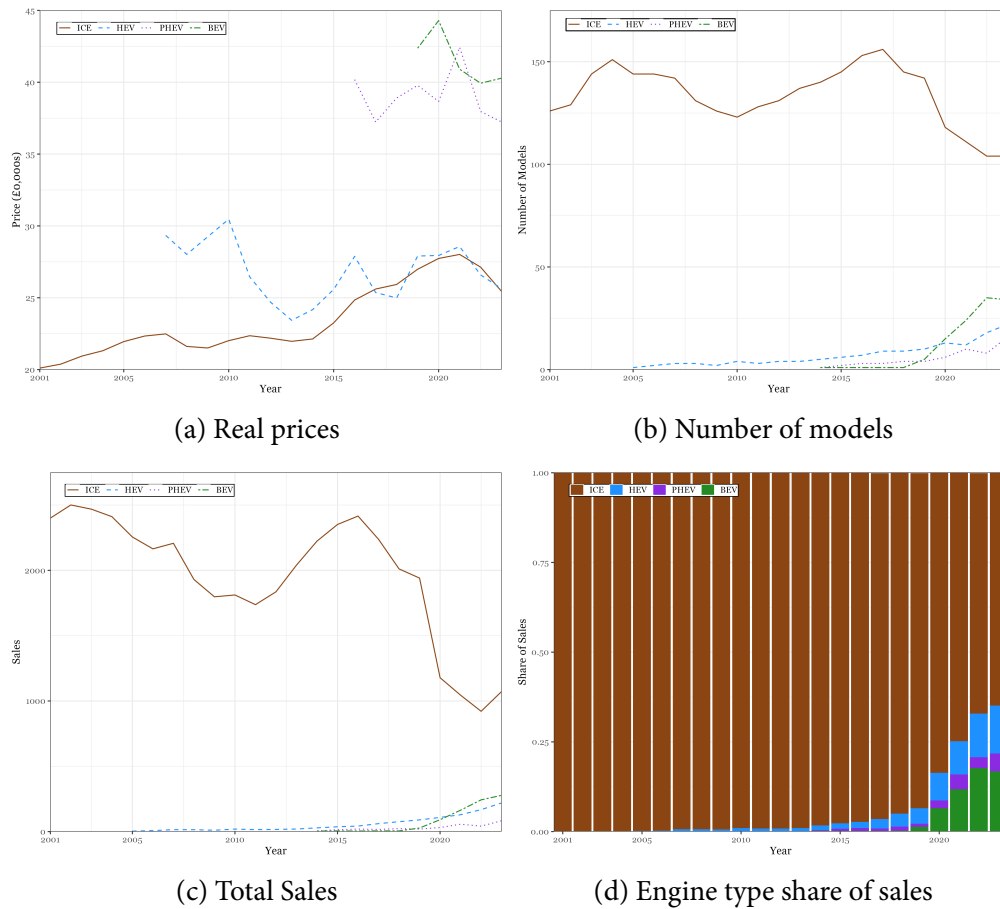 ICE HEV PHEV BEV
45
40
35
30
25
20
Price (£0,000s)
2001 2005 2010 2015 2020
Year
(a) Real prices
ICE HEV PHEV BEV
150
100
50
0
Number of Models
2001 2005 2010 2015 2020
Year
(b) Number of models
ICE HEV PHEV BEV
2000
1000
0
Sales
2001 2005 2010 2015 2020
Year
(c) Total Sales
ICE HEV PHEV BEV
1.00
0.75
0.50
0.25
0.00
Share of Sales
2001 2005 2010 2015 2020
Year
(d) Engine type share of sales